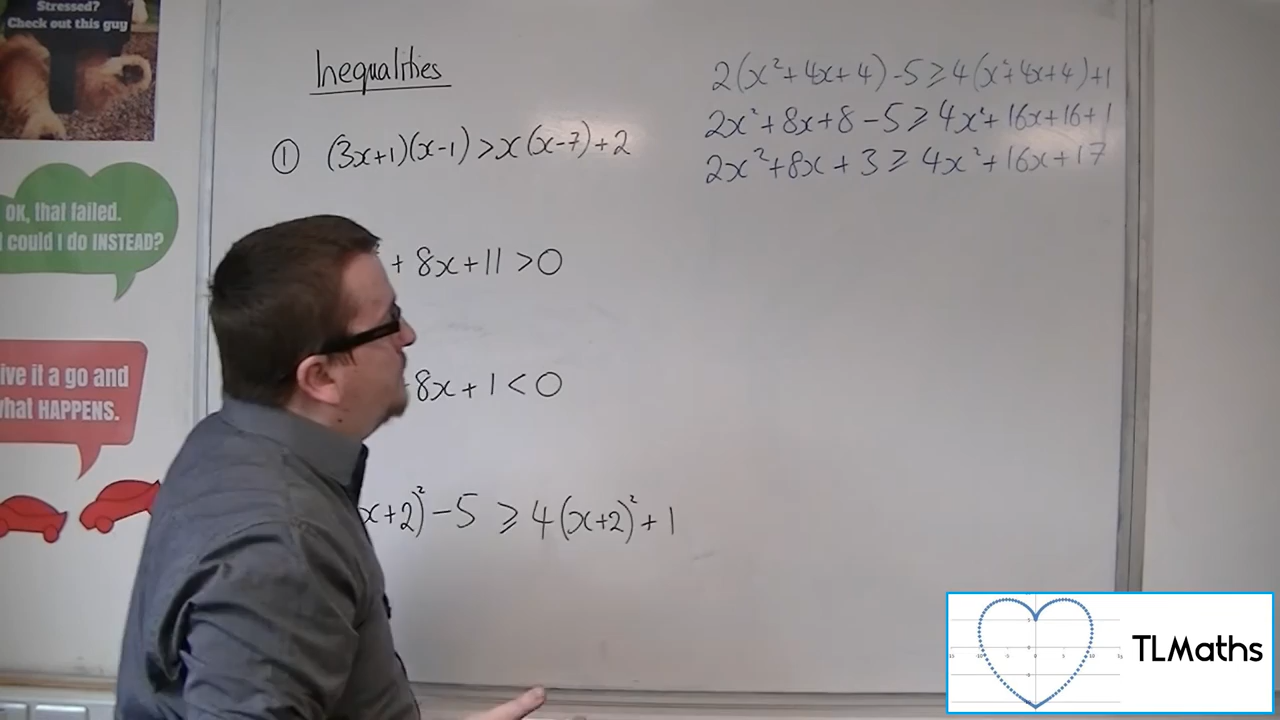 Stressed?
Check out this guy
Inequalities
① (3x+1)(x-1) > x(x-7)+2
+ 8x + 11 > 0
8x + 1 < 0
x+2)² - 5 ≥ 4(x+2)² + 1
2(x² + 4x + 4) - 5 ≥ 4(x² + 4x + 4) + 1
2x² + 8x + 8 - 5 ≥ 4x² + 16x + 16 + 1
2x² + 8x + 3 ≥ 4x² + 16x + 17
OK, that failed.
I could I do INSTEAD?
ive it a go and
what HAPPENS.
TLMaths